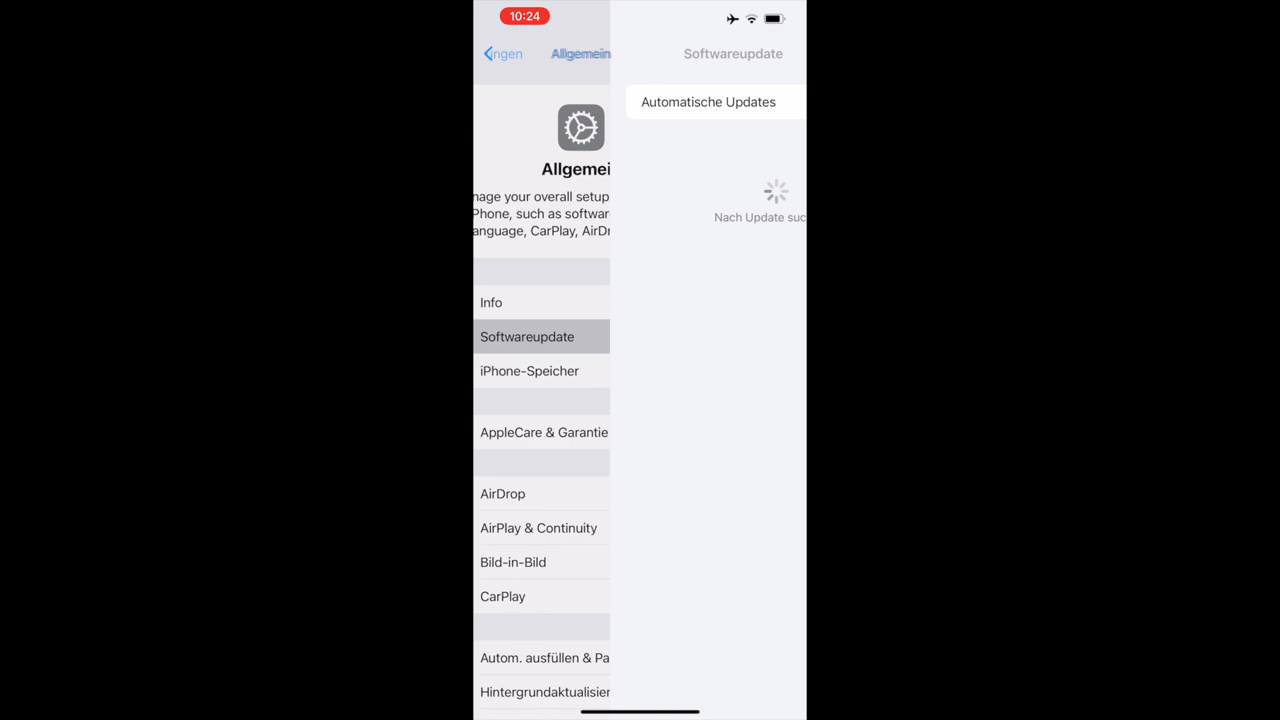 10:24
ingen
Allgemein
Softwareupdate
Automatische Updates
Allgemei
nage your overall setup
Phone, such as softwar
anguage, CarPlay, AirDr
Nach Update suc
Info
Softwareupdate
iPhone-Speicher
AppleCare & Garantie
AirDrop
AirPlay & Continuity
Bild-in-Bild
CarPlay
Autom. ausfüllen & Pa
Hintergrundaktualisier